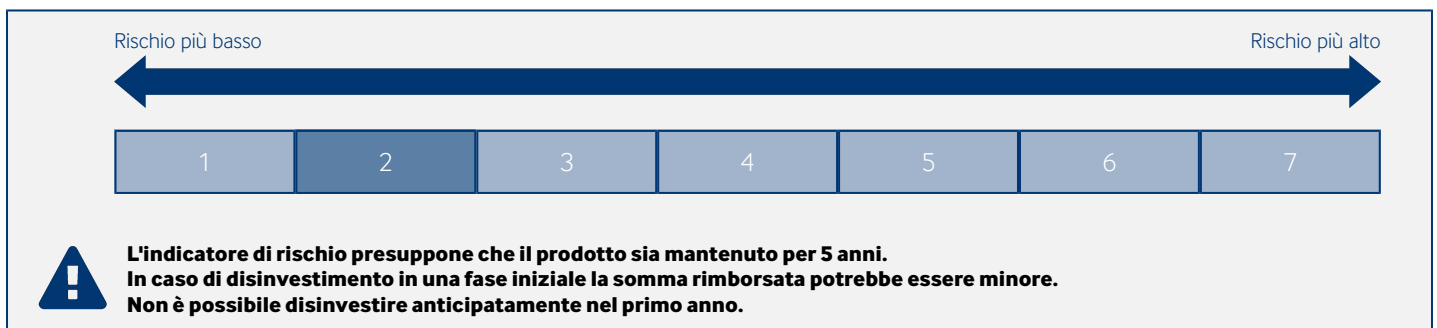 Rischio più basso Rischio più alto
1 2 3 4 5 6 7
L'indicatore di rischio presuppone che il prodotto sia mantenuto per 5 anni.
In caso di disinvestimento in una fase iniziale la somma rimborsata potrebbe essere minore.
Non è possibile disinvestire anticipatamente nel primo anno.